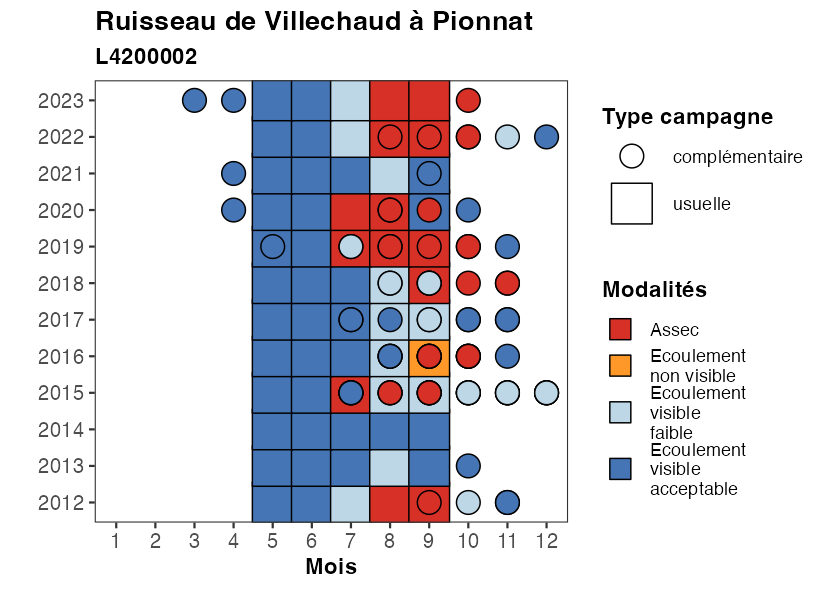 Ruisseau de Villechaud à Pionnat
L4200002
2023
2022
2021
2020
2019
2018
2017
2016
2015
2014
2013
2012
1 2 3 4 5 6 7 8 9 10 11 12
Mois
Type campagne
complémentaire
usuelle
Modalités
Assec
Ecoulement
non visible
Ecoulement
visible
faible
Ecoulement
visible
acceptable